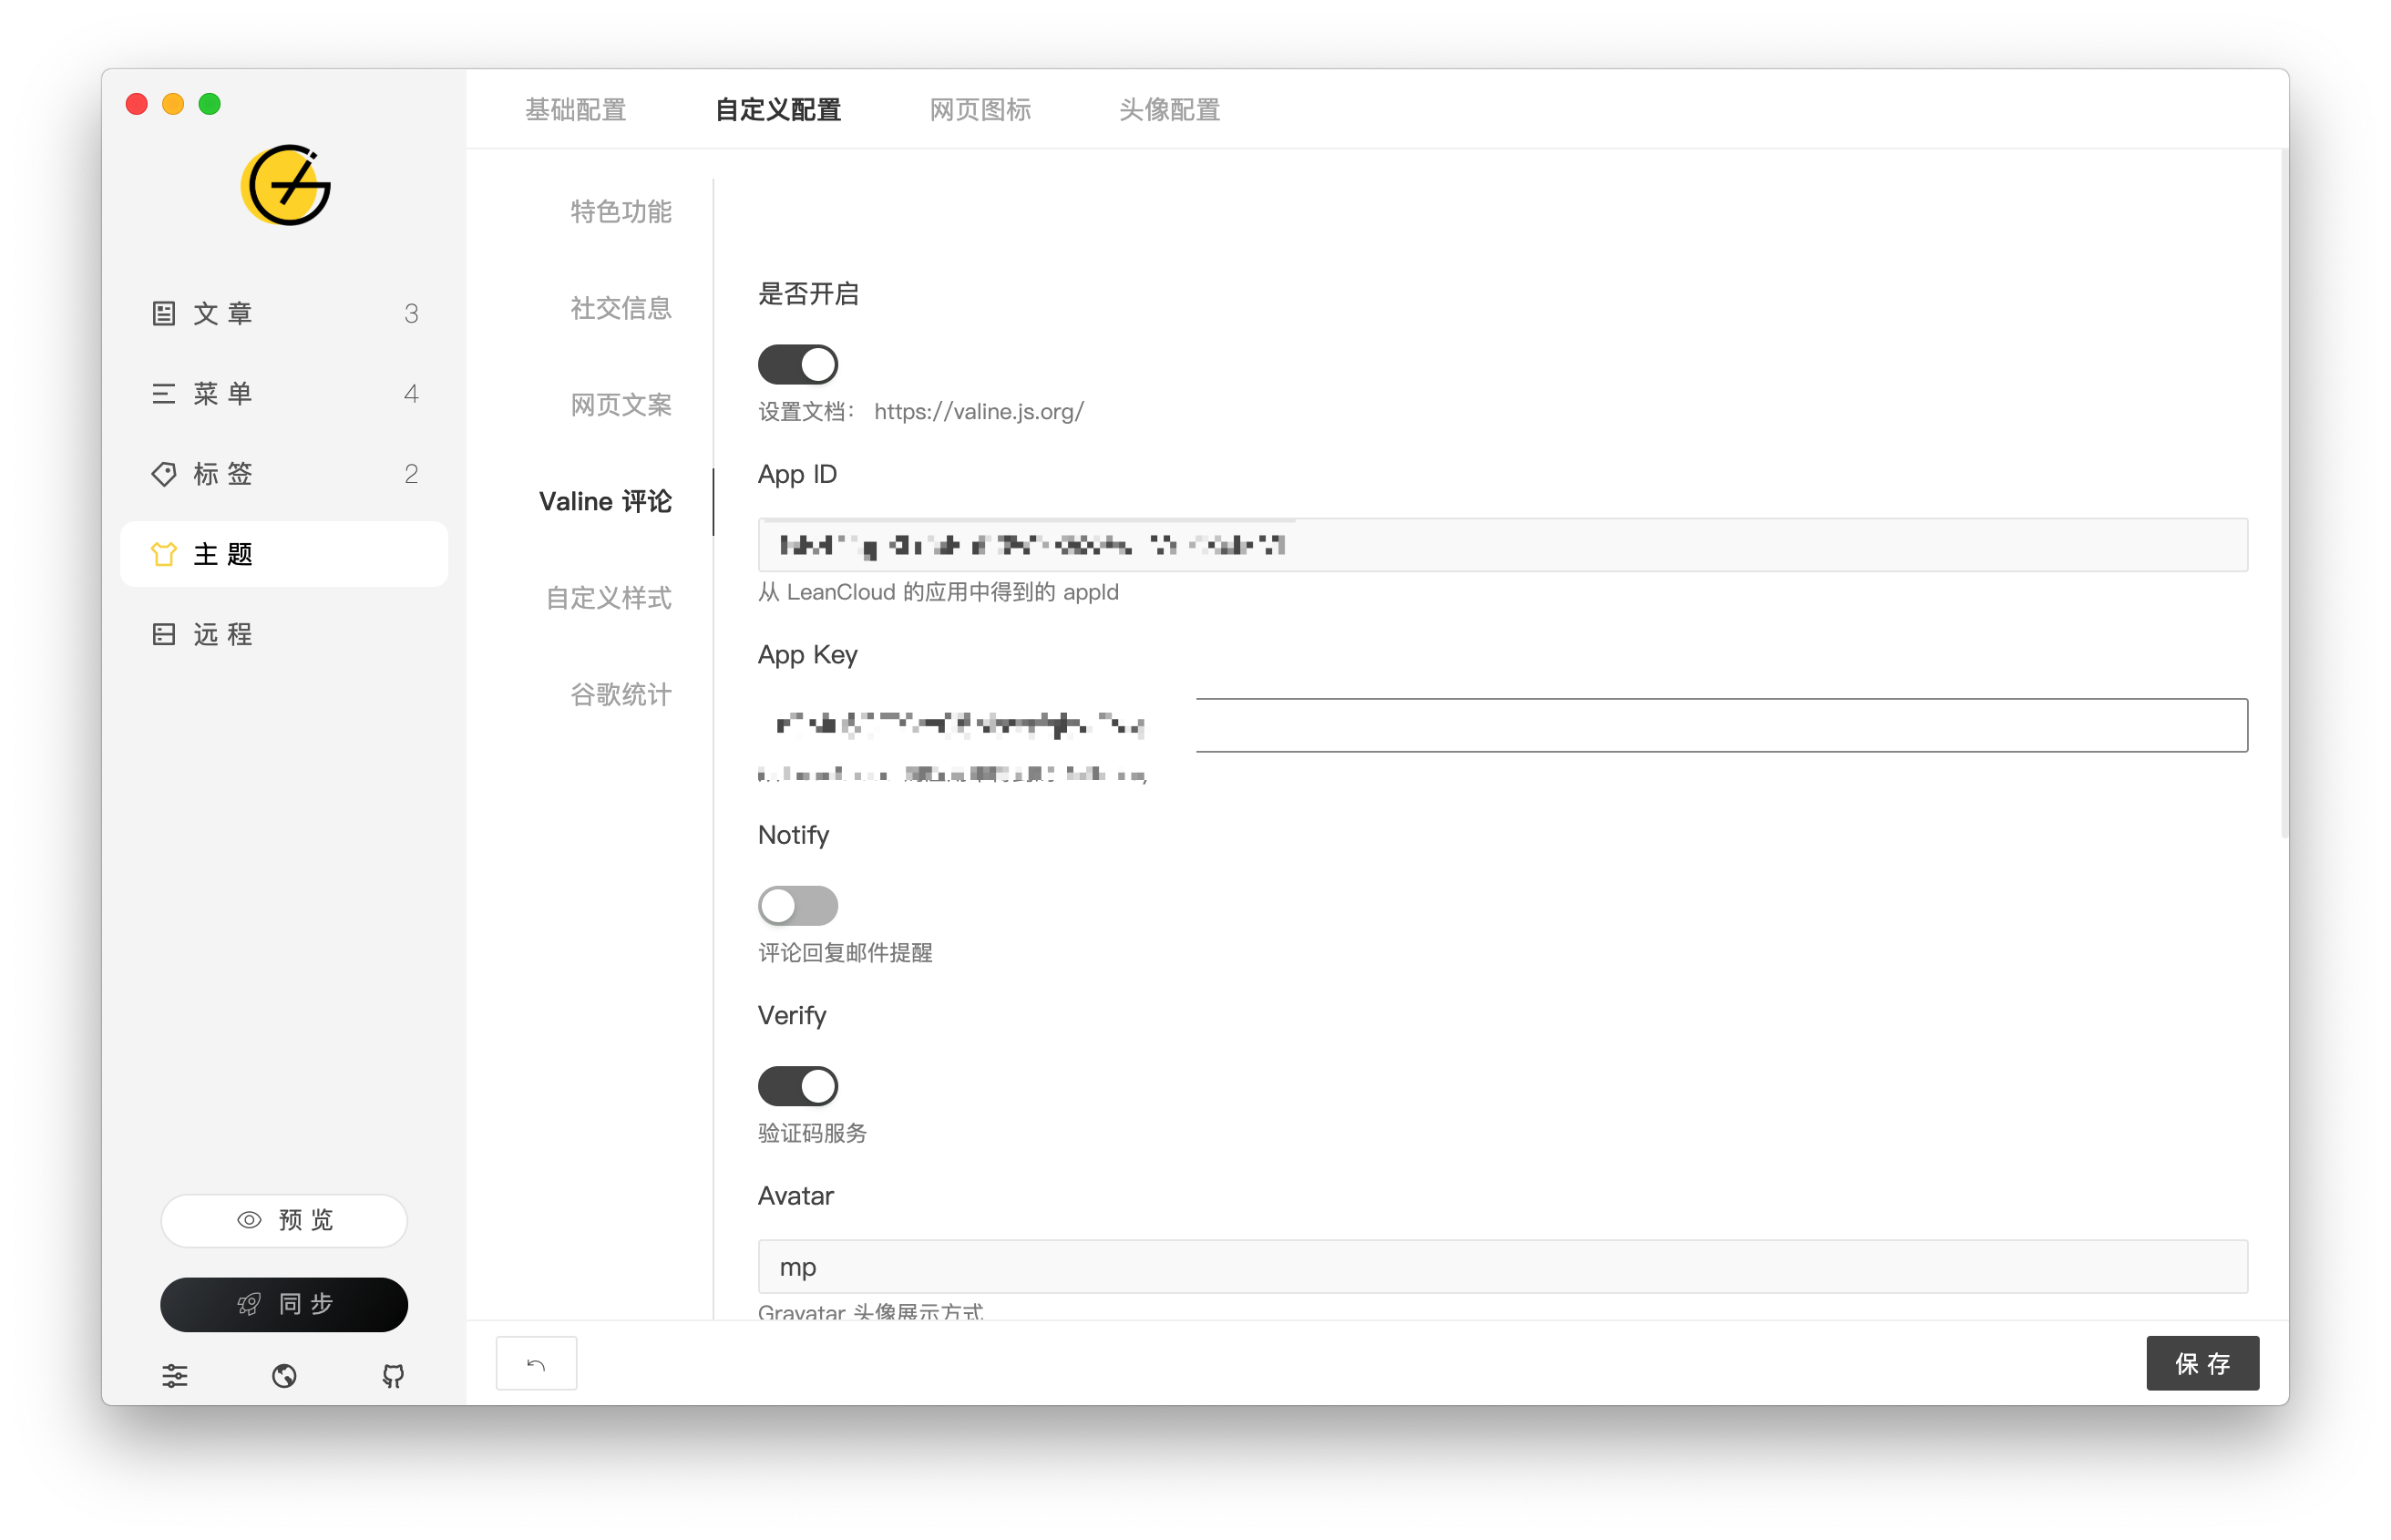 基础配置
自定义配置
网页图标
头像配置
文章 3
菜单 4
标签 2
主题
远程
预览
同步
特色功能
社交信息
网页文案
Valine 评论
自定义样式
谷歌统计
是否开启
设置文档： https://valine.js.org/
App ID
从 LeanCloud 的应用中得到的 appId
App Key
Notify
评论回复邮件提醒
Verify
验证码服务
Avatar
mp
Gravatar 头像展示方式
保存